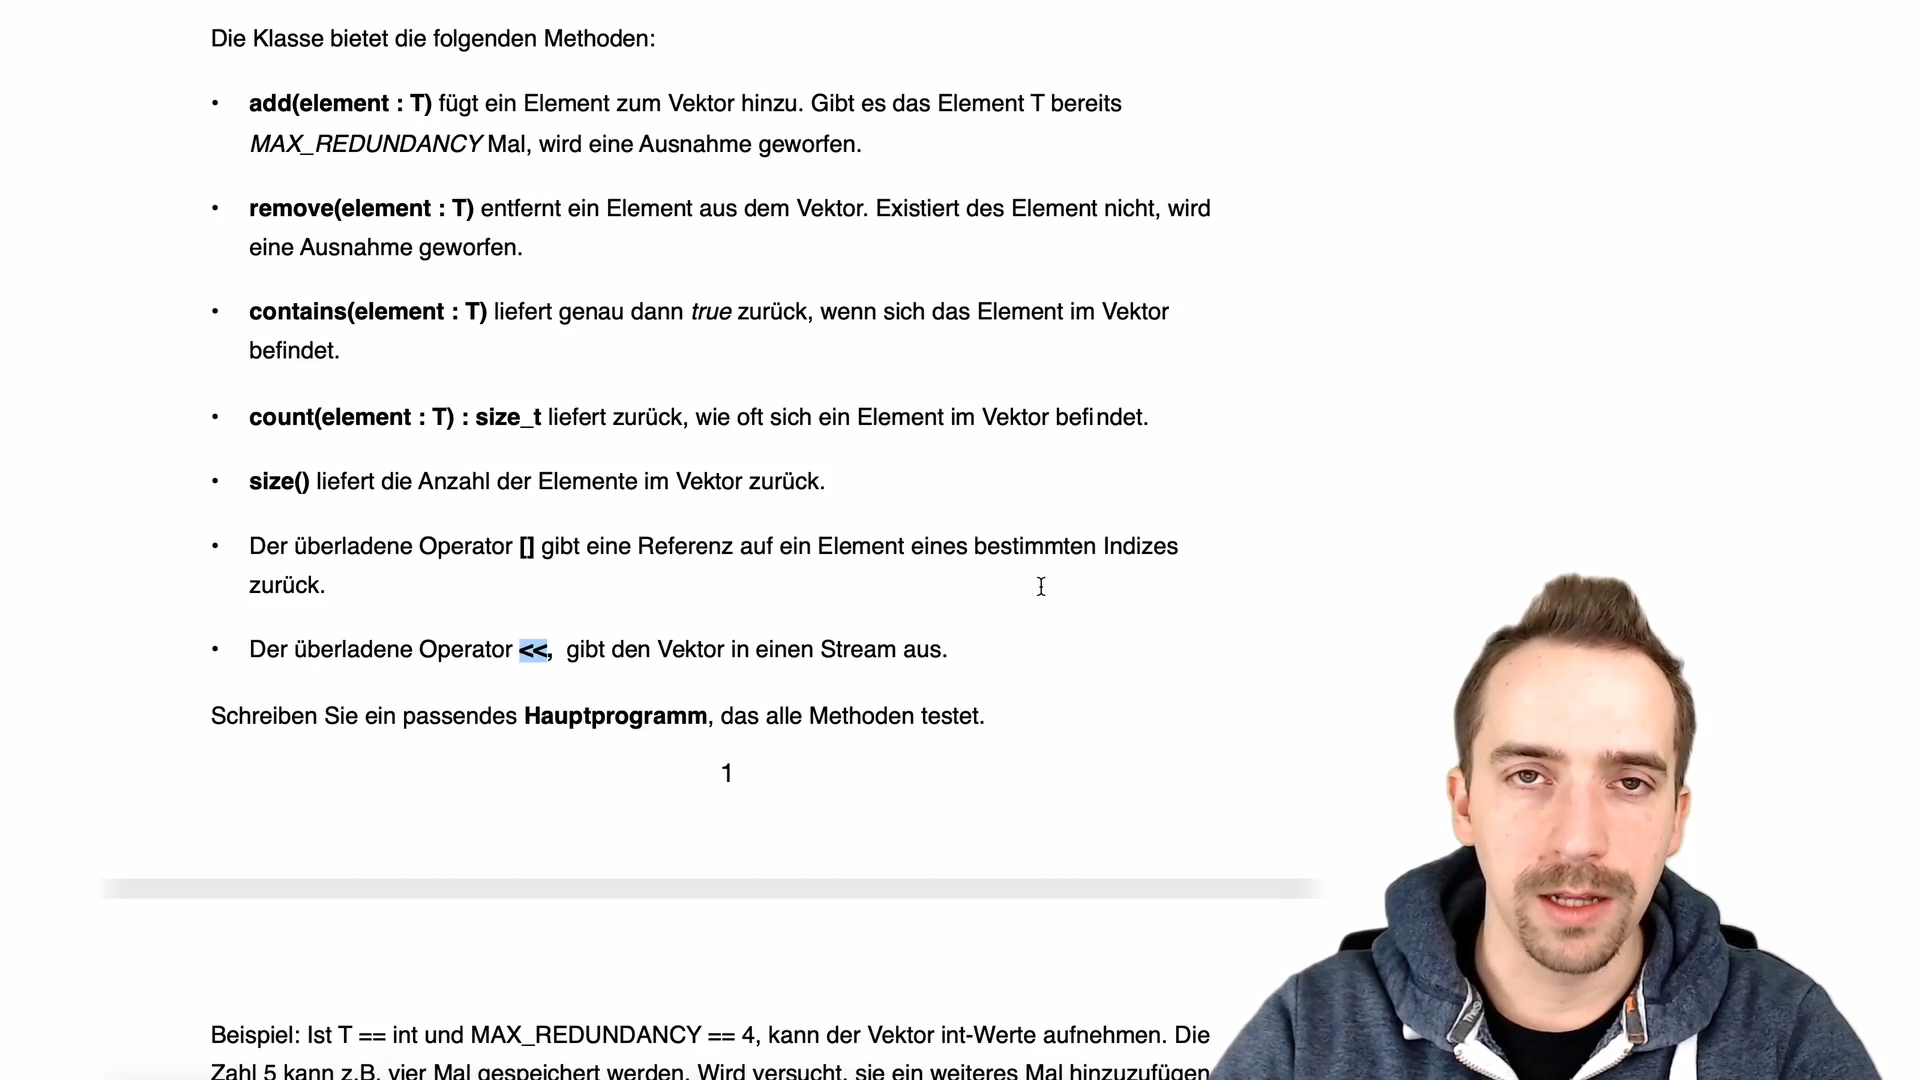 Die Klasse bietet die folgenden Methoden:
• add(element : T) fügt ein Element zum Vektor hinzu. Gibt es das Element T bereits
MAX_REDUNDANCY Mal, wird eine Ausnahme geworfen.
• remove(element : T) entfernt ein Element aus dem Vektor. Existiert des Element nicht, wird
eine Ausnahme geworfen.
• contains(element : T) liefert genau dann true zurück, wenn sich das Element im Vektor
befindet.
• count(element : T) : size_t liefert zurück, wie oft sich ein Element im Vektor befindet.
• size() liefert die Anzahl der Elemente im Vektor zurück.
• Der überladene Operator [] gibt eine Referenz auf ein Element eines bestimmten Indizes
zurück.
• Der überladene Operator <<, gibt den Vektor in einen Stream aus.
Schreiben Sie ein passendes Hauptprogramm, das alle Methoden testet.
1
Beispiel: Ist T == int und MAX_REDUNDANCY == 4, kann der Vektor int-Werte aufnehmen. Die
Zahl 5 kann z.B. vier Mal gespeichert werden. Wird versucht, sie ein weiteres Mal hinzuzufügen